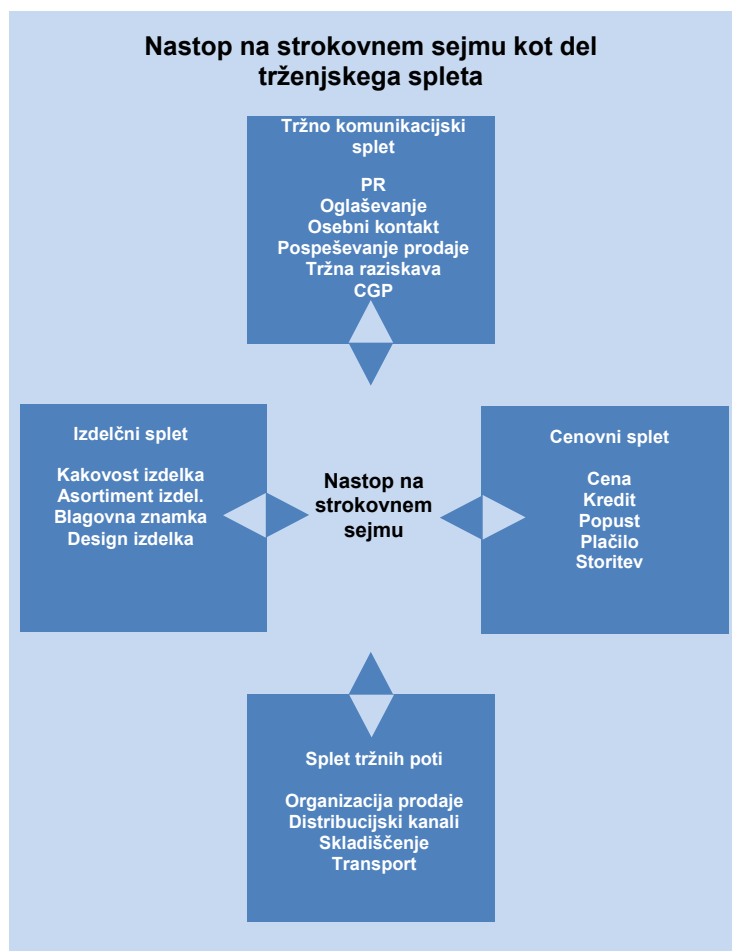 Nastop na strokovnem sejmu kot del
trženjskega spleta
Tržno komunikacijski
splet
PR
Oglaševanje
Osebni kontakt
Pospeševanje prodaje
Tržna raziskava
CGP
Izdelčni splet
Kakovost izdelka
Asortiment izdel.
Blagovna znamka
Design izdelka
Nastop na
strokovnem
sejmu
Cenovni splet
Cena
Kredit
Popust
Plačilo
Storitev
Splet tržnih poti
Organizacija prodaje
Distribucijski kanali
Skladiščenje
Transport